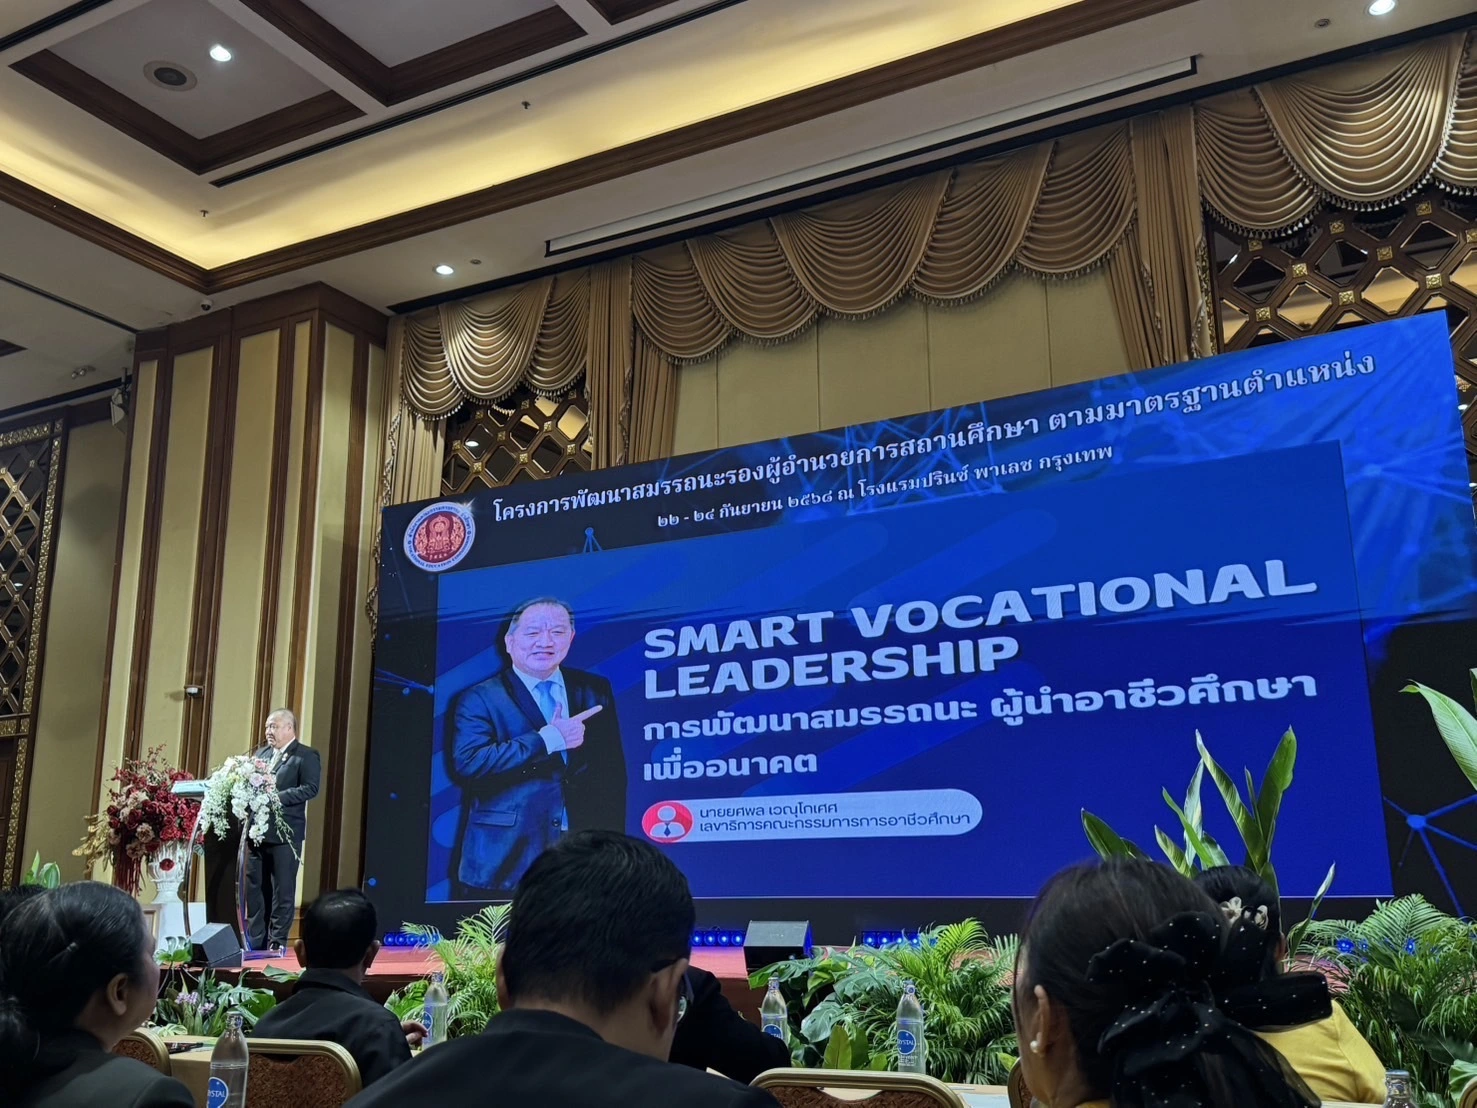 โครงการพัฒนาสมรรถนะรองผู้อำนวยการสถานศึกษา ตามมาตรฐานตำแหน่ง
๒๒ - ๒๔ กันยายน ๒๕๖๘ ณ โรงแรมปรินซ์ พาเลซ กรุงเทพ
SMART VOCATIONAL
LEADERSHIP
การพัฒนาสมรรถนะ ผู้นำอาชีวศึกษา
เพื่ออนาคต
นายยศพล เวณุโกเศศ
เลขาธิการคณะกรรมการการอาชีวศึกษา
CRYSTAL